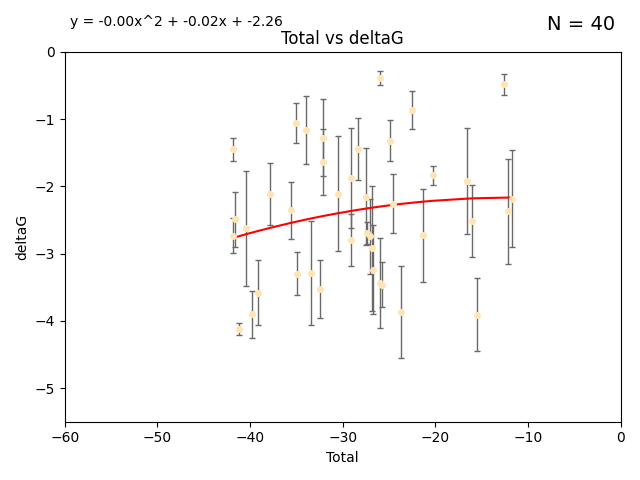 y = -0.00x^2 + -0.02x + -2.26
N = 40
Total vs deltaG
0
−1
−2
−3
−4
−5
deltaG
−60 −50 −40 −30 −20 −10 0
Total